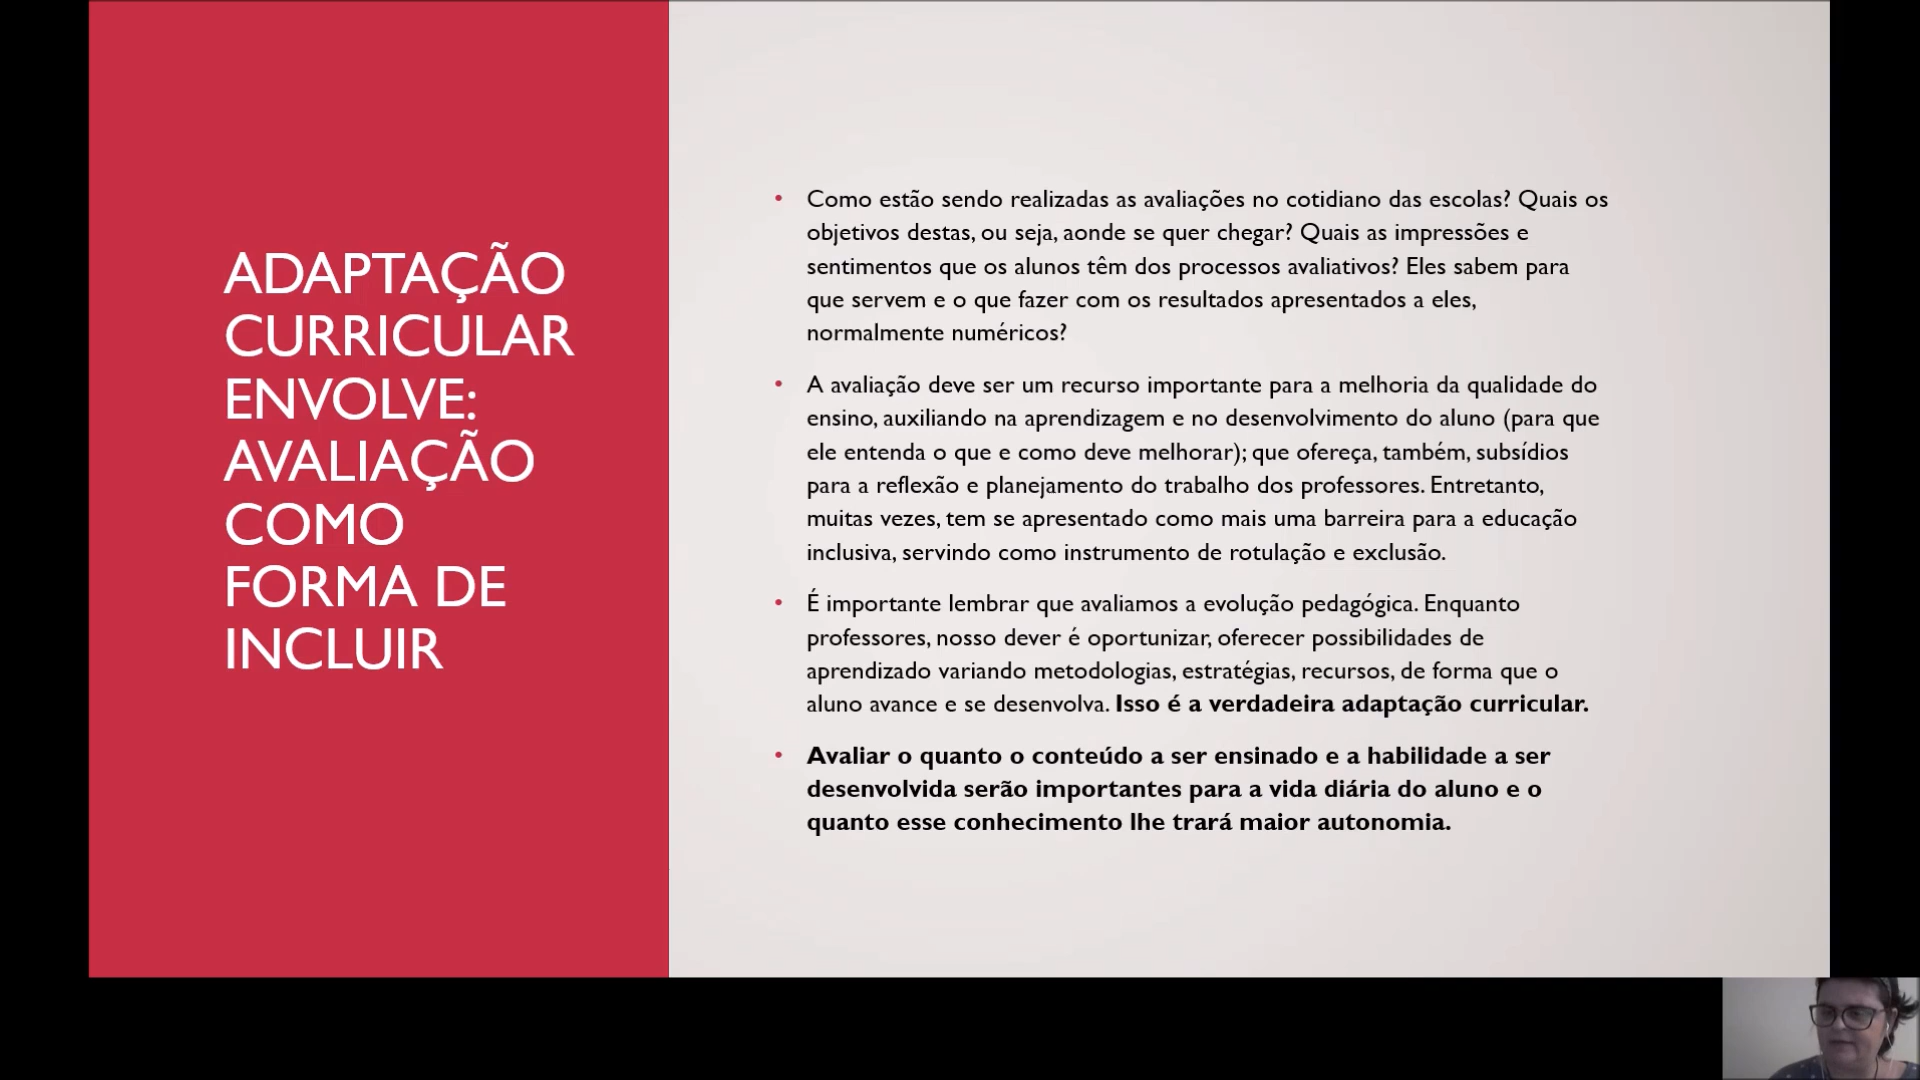 ADAPTAÇÃO
CURRICULAR
ENVOLVE:
AVALIAÇÃO
COMO
FORMA DE
INCLUIR
• Como estão sendo realizadas as avaliações no cotidiano das escolas? Quais os
objetivos destas, ou seja, aonde se quer chegar? Quais as impressões e
sentimentos que os alunos têm dos processos avaliativos? Eles sabem para
que servem e o que fazer com os resultados apresentados a eles,
normalmente numéricos?
• A avaliação deve ser um recurso importante para a melhoria da qualidade do
ensino, auxiliando na aprendizagem e no desenvolvimento do aluno (para que
ele entenda o que e como deve melhorar); que ofereça, também, subsídios
para a reflexão e planejamento do trabalho dos professores. Entretanto,
muitas vezes, tem se apresentado como mais uma barreira para a educação
inclusiva, servindo como instrumento de rotulação e exclusão.
• É importante lembrar que avaliamos a evolução pedagógica. Enquanto
professores, nosso dever é oportunizar, oferecer possibilidades de
aprendizado variando metodologias, estratégias, recursos, de forma que o
aluno avance e se desenvolva. Isso é a verdadeira adaptação curricular.
• Avaliar o quanto o conteúdo a ser ensinado e a habilidade a ser
desenvolvida serão importantes para a vida diária do aluno e o
quanto esse conhecimento lhe trará maior autonomia.